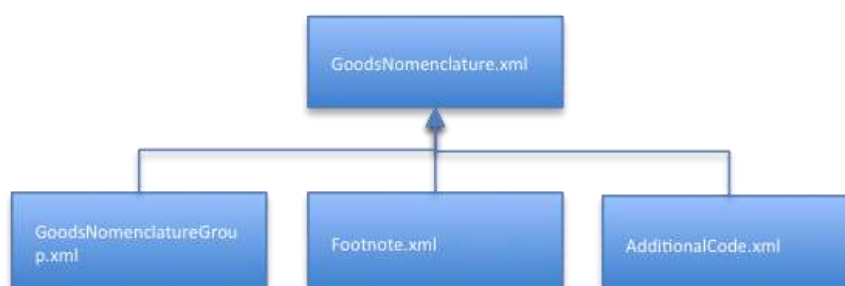 GoodsNomenclature.xml
GoodsNomenclatureGrou
p.xml
Footnote.xml
AdditionalCode.xml